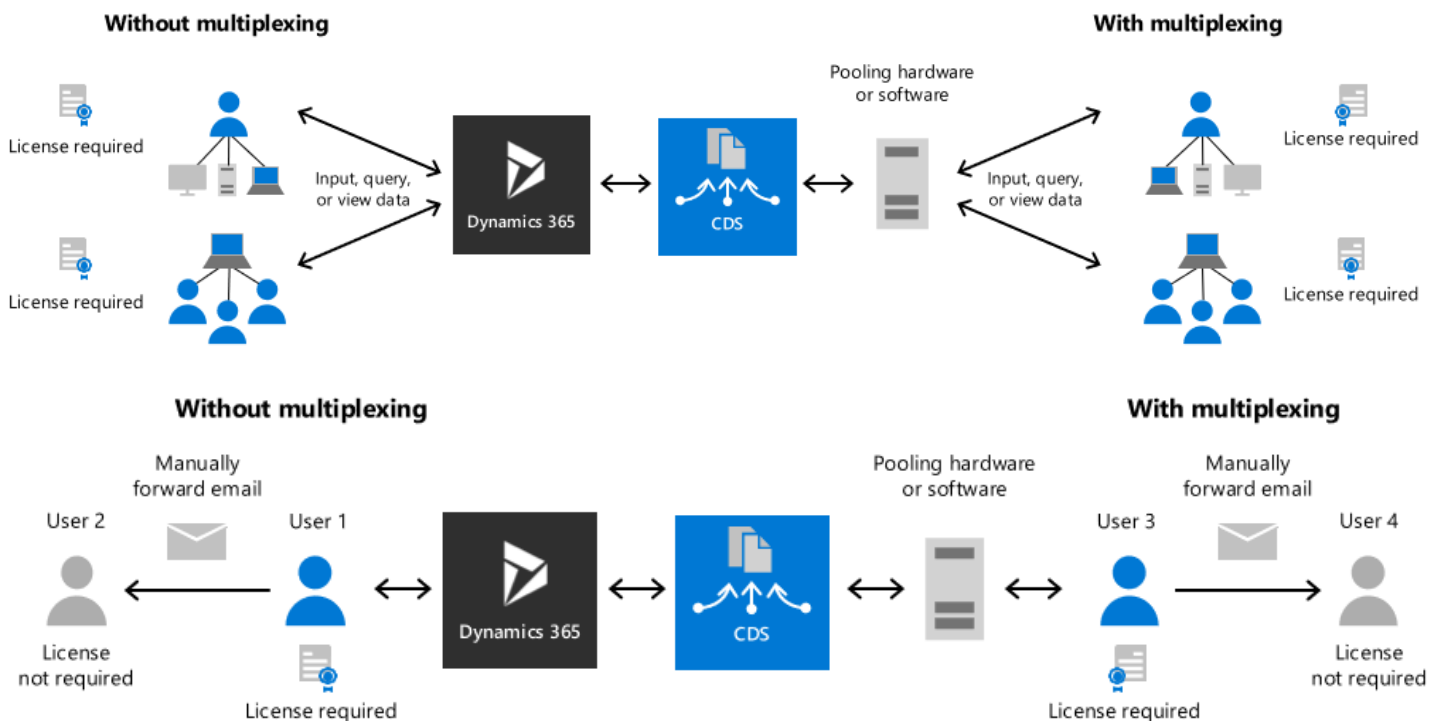 Without multiplexing
With multiplexing
Pooling hardware
or software
License required
Input, query,
or view data
Dynamics 365
CDS
Input, query,
or view data
License required
License required
License required
Without multiplexing
With multiplexing
Manually
forward email
Pooling hardware
or software
Manually
forward email
User 2
User 1
User 3
User 4
Dynamics 365
CDS
License
not required
License required
License required
License
not required